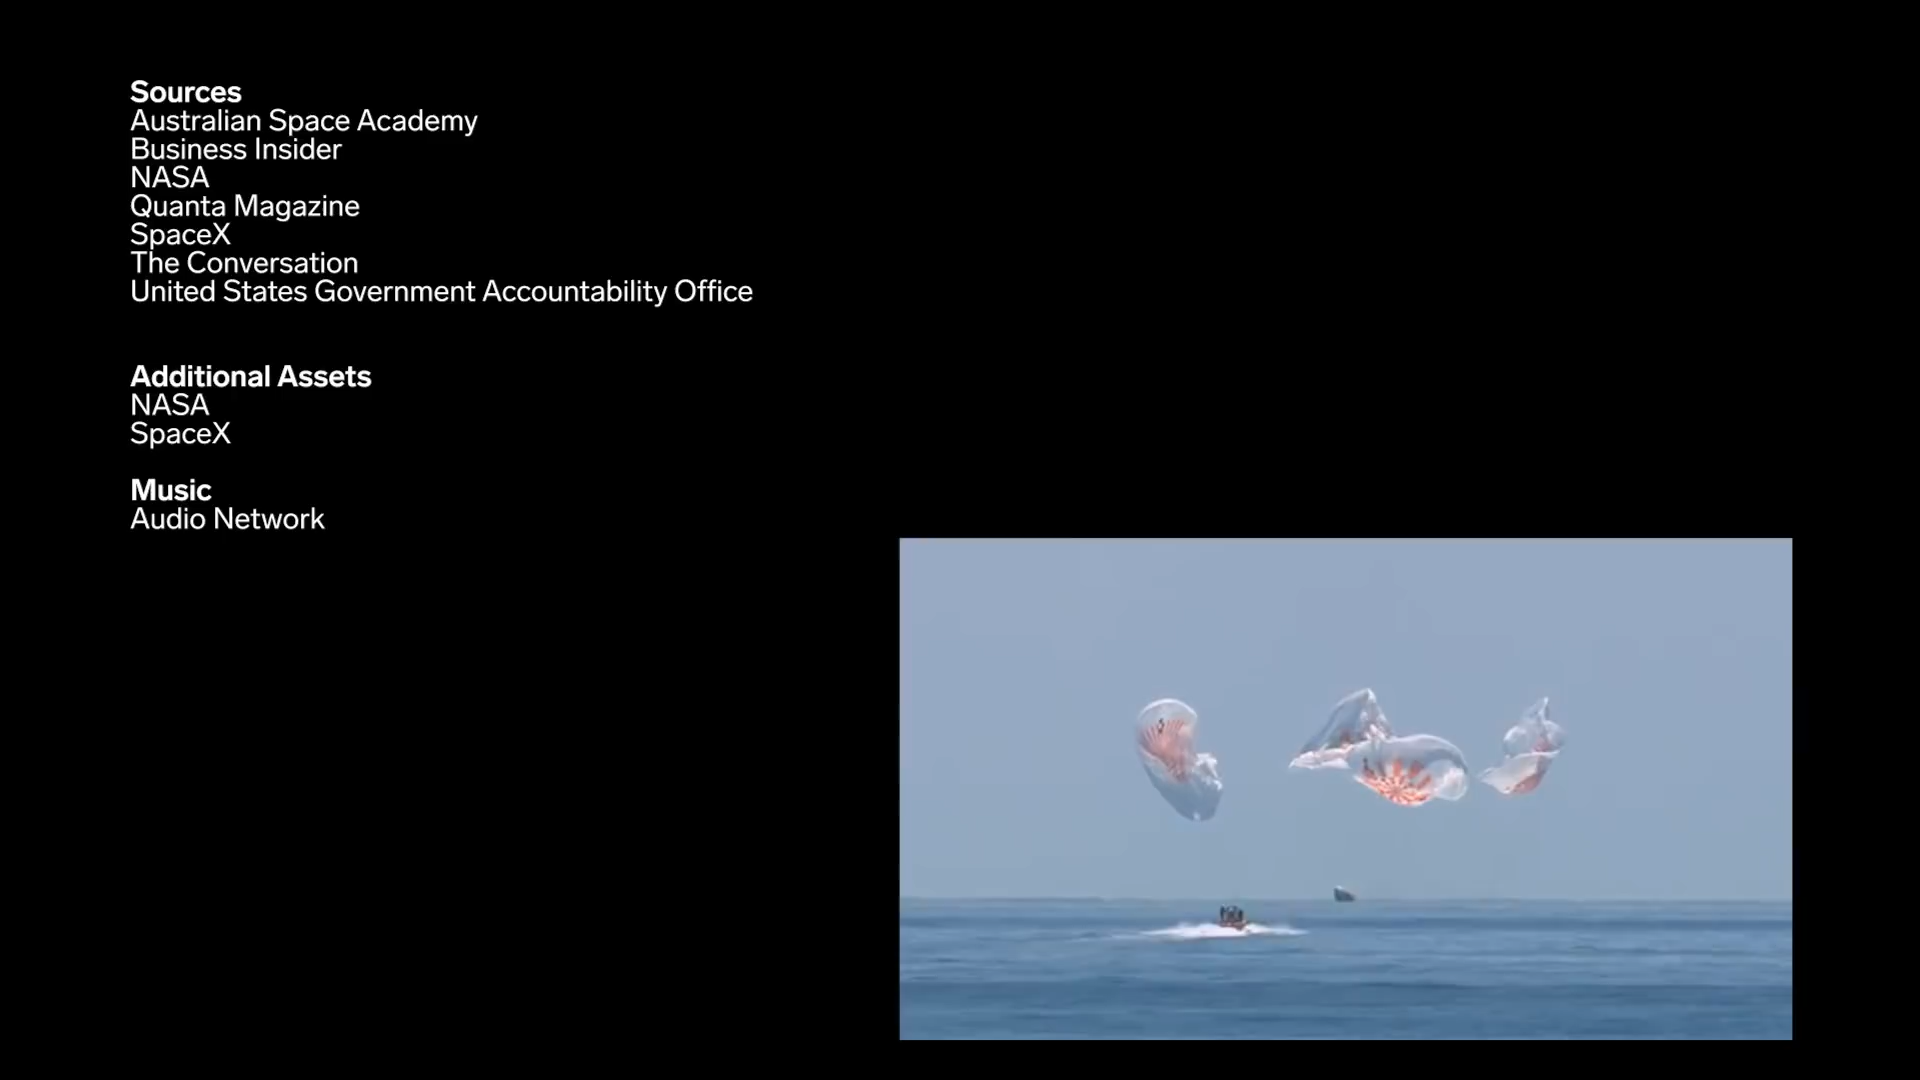 Sources
Australian Space Academy
Business Insider
NASA
Quanta Magazine
SpaceX
The Conversation
United States Government Accountability Office
Additional Assets
NASA
SpaceX
Music
Audio Network